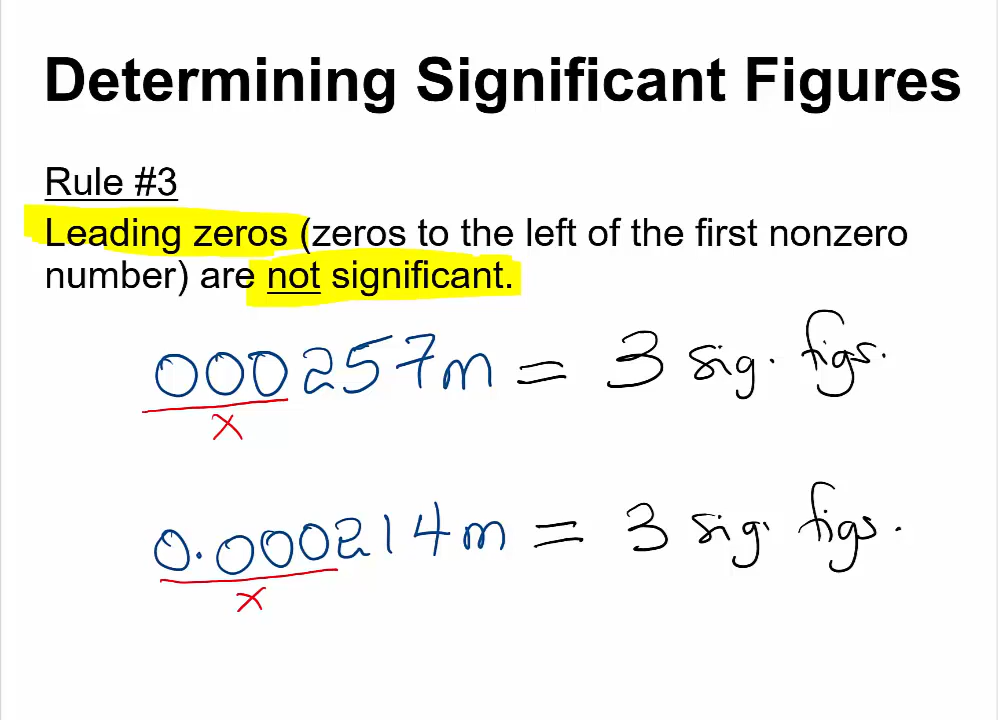 Determining Significant Figures
Rule #3
Leading zeros (zeros to the left of the first nonzero
number) are not significant.
000257m = 3 sig. figs.
x
0.000214m = 3 sig. figs.
x